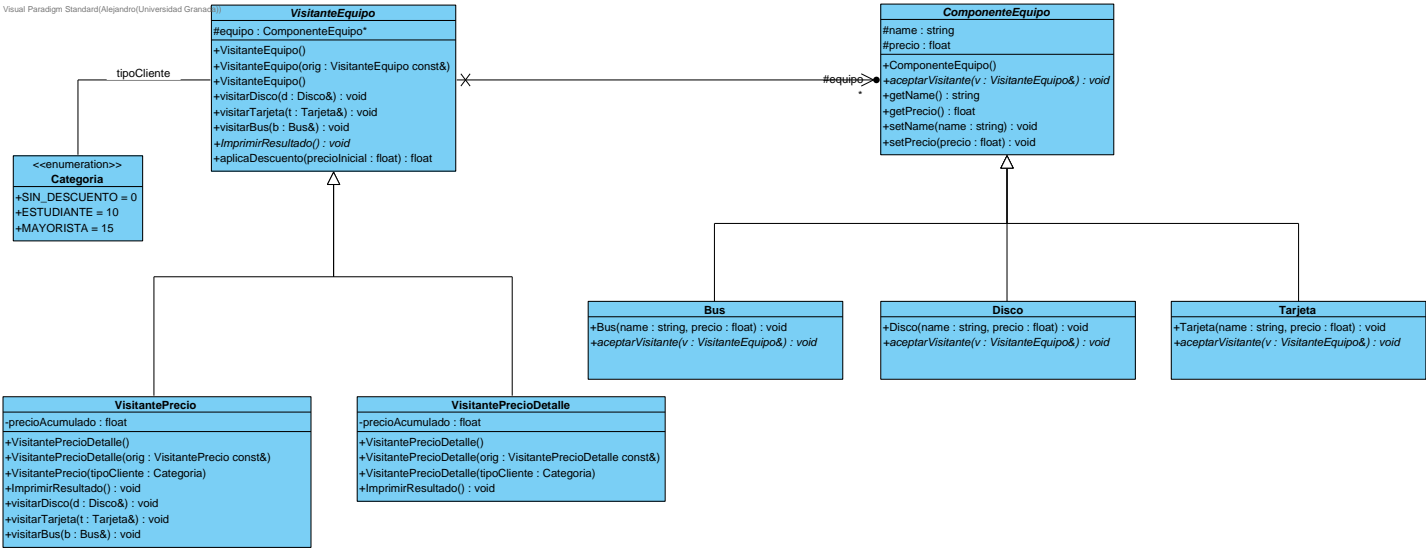 Visual Paradigm Standard(Alejandro(Universidad Granada))
VisitanteEquipo
#equipo : ComponenteEquipo*
+VisitanteEquipo()
+VisitanteEquipo(orig : VisitanteEquipo const&)
+VisitanteEquipo()
+visitarDisco(d : Disco&) : void
+visitarTarjeta(t : Tarjeta&) : void
+visitarBus(b : Bus&) : void
+ImprimirResultado() : void
+aplicaDescuento(precioInicial : float) : float
tipoCliente
#equipo
*
ComponenteEquipo
#name : string
#precio : float
+ComponenteEquipo()
+aceptarVisitante(v : VisitanteEquipo&) : void
+getName() : string
+getPrecio() : float
+setName(name : string) : void
+setPrecio(precio : float) : void
<<enumeration>>
Categoria
+SIN_DESCUENTO = 0
+ESTUDIANTE = 10
+MAYORISTA = 15
Bus
+Bus(name : string, precio : float) : void
+aceptarVisitante(v : VisitanteEquipo&) : void
Disco
+Disco(name : string, precio : float) : void
+aceptarVisitante(v : VisitanteEquipo&) : void
Tarjeta
+Tarjeta(name : string, precio : float) : void
+aceptarVisitante(v : VisitanteEquipo&) : void
VisitantePrecio
-precioAcumulado : float
+VisitantePrecioDetalle()
+VisitantePrecioDetalle(orig : VisitantePrecio const&)
+VisitantePrecio(tipoCliente : Categoria)
+ImprimirResultado() : void
+visitarDisco(d : Disco&) : void
+visitarTarjeta(t : Tarjeta&) : void
+visitarBus(b : Bus&) : void
VisitantePrecioDetalle
-precioAcumulado : float
+VisitantePrecioDetalle()
+VisitantePrecioDetalle(orig : VisitantePrecioDetalle const&)
+VisitantePrecioDetalle(tipoCliente : Categoria)
+ImprimirResultado() : void